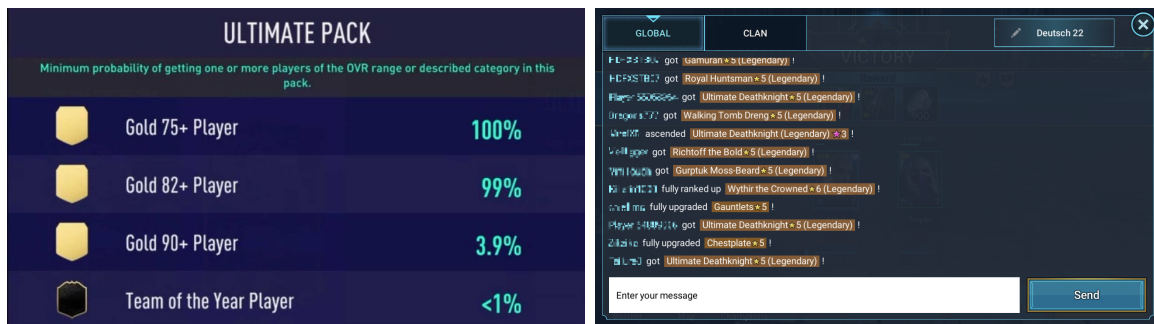 ULTIMATE PACK
Minimum probability of getting one or more players of the OVR range or described category in this
pack.
Gold 75+ Player 100%
Gold 82+ Player 99%
Gold 90+ Player 3.9%
Team of the Year Player <1%
GLOBAL CLAN Deutsch 22
VICTORY
got Gamuran★5 (Legendary) !
got Royal Huntsman★5 (Legendary) !
got Ultimate Deathknight★5 (Legendary) !
got Walking Tomb Dreng★5 (Legendary) !
ascended Ultimate Deathknight (Legendary) ★3 !
got Richtoff the Bold★5 (Legendary) !
got Gurptuk Moss-Beard★5 (Legendary) !
fully ranked up Wythir the Crowned★6 (Legendary) !
fully upgraded Gauntlets★5 !
got Ultimate Deathknight★5 (Legendary) !
fully upgraded Chestplate★5 !
got Ultimate Deathknight★5 (Legendary) !
Enter your message Send